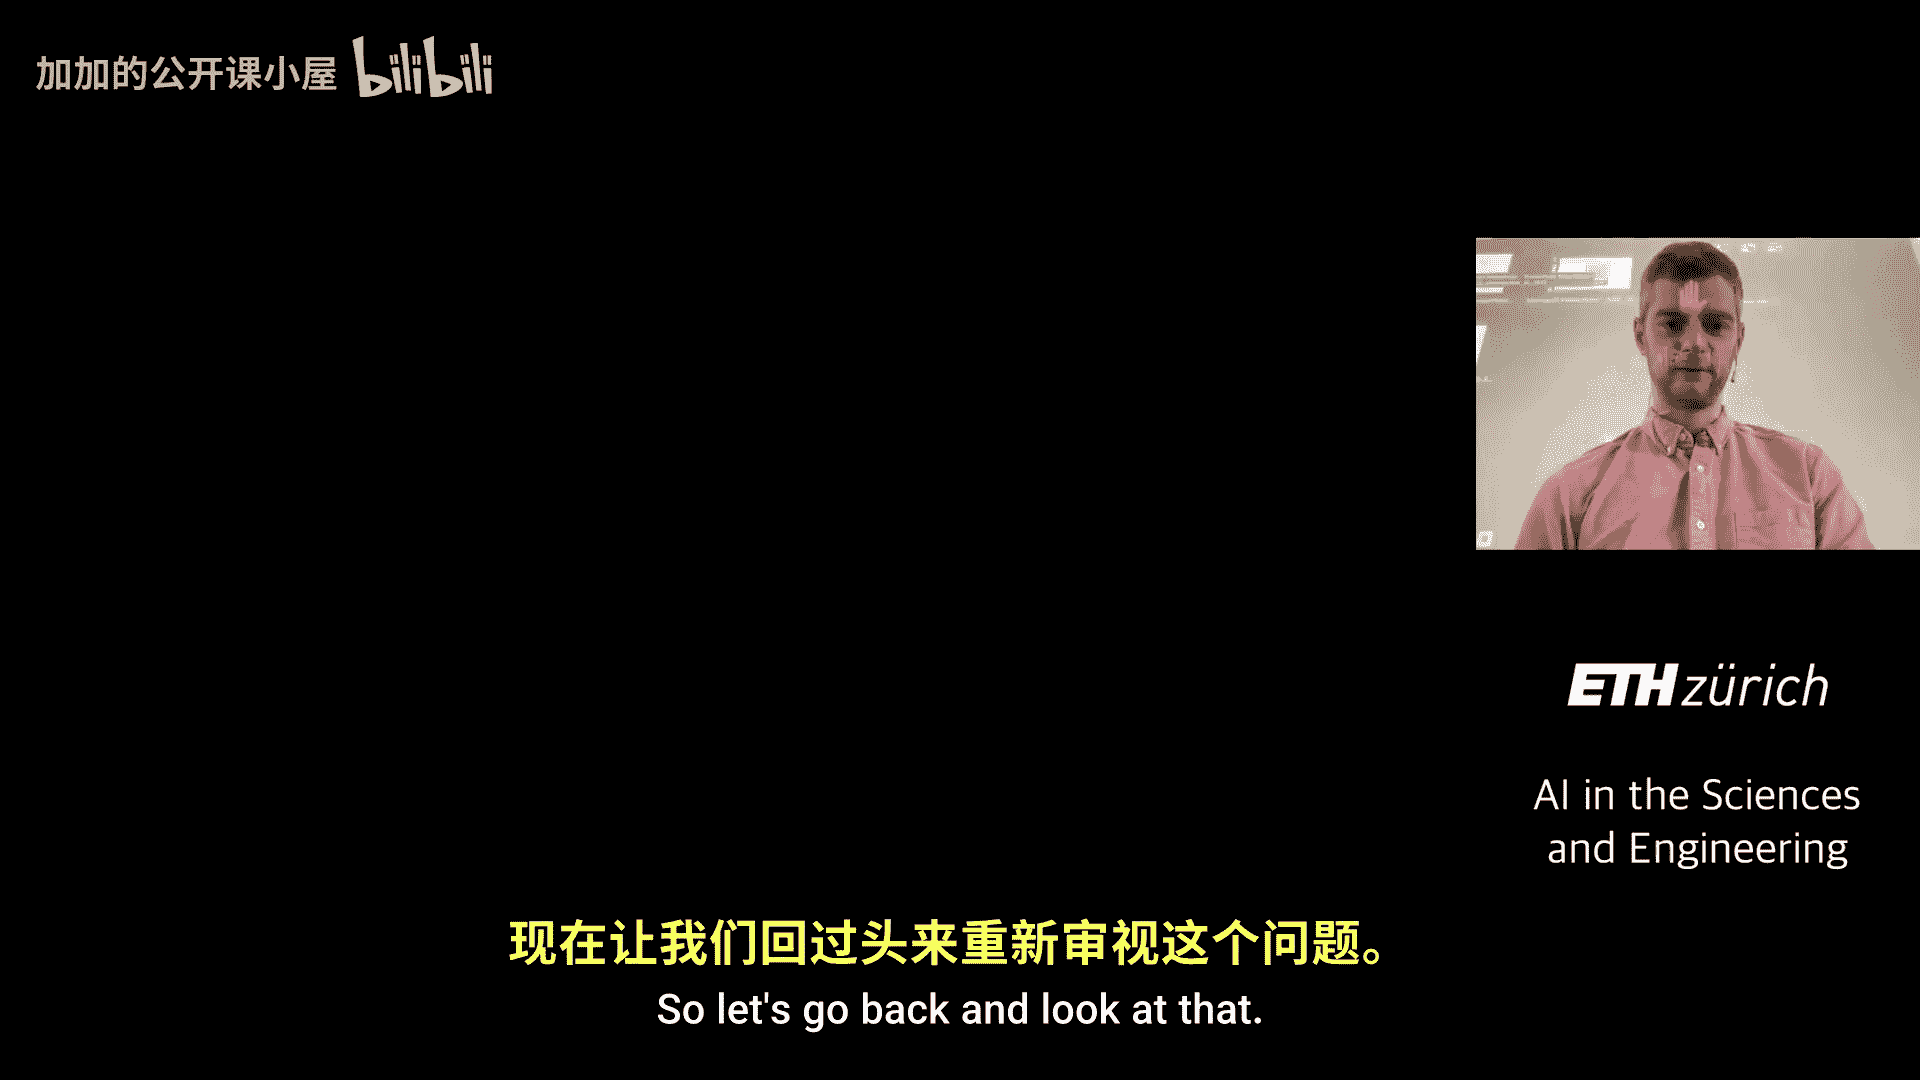 加加的公开课小屋 bilibili
ETH zürich
AI in the Sciences
and Engineering
现在让我们回过头来重新审视这个问题。
So let's go back and look at that.